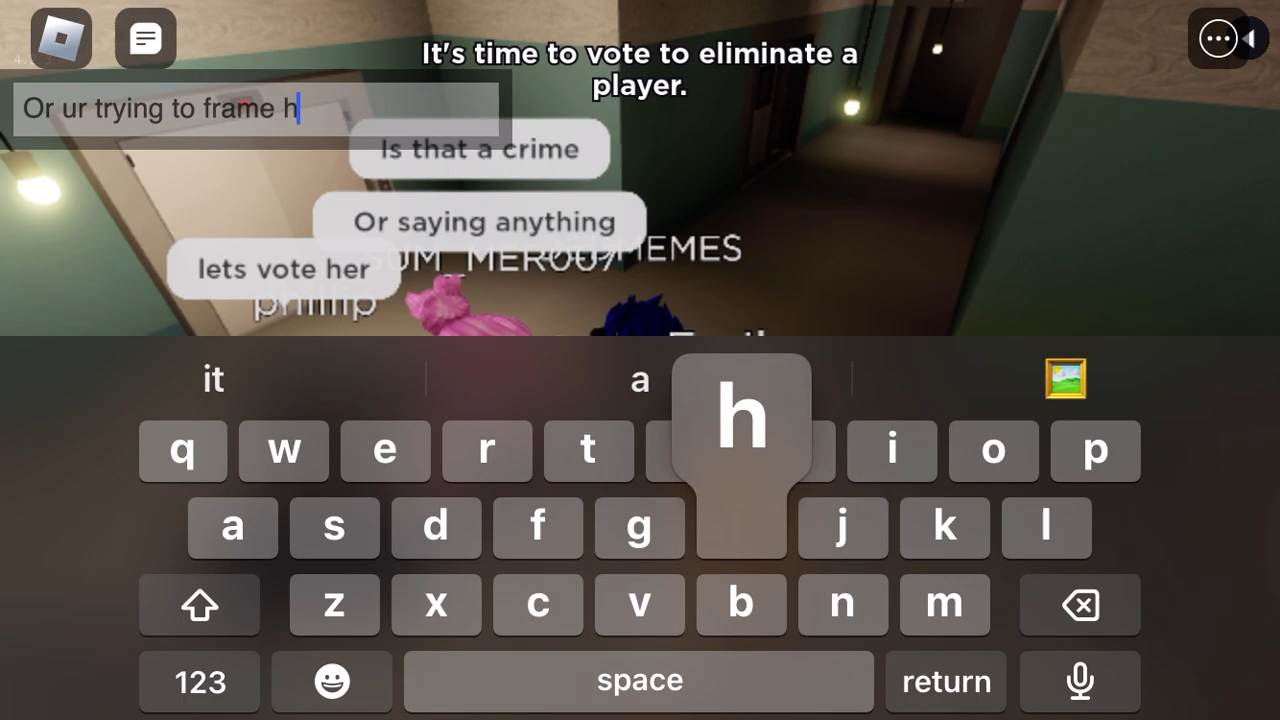 It's time to vote to eliminate a
player.
Or ur trying to frame h
Is that a crime
Or saying anything
lets vote her
phillip
it
a
h
q w e r t i o p
a s d f g j k l
z x c v b n m
123
space
return